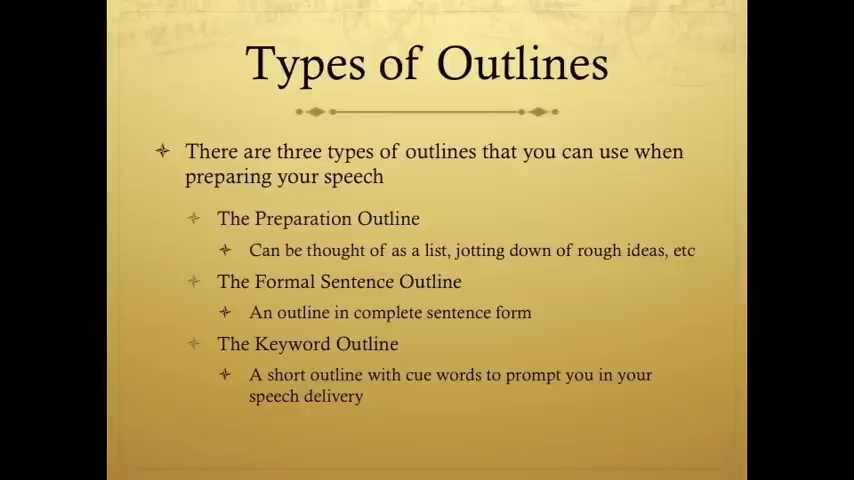 Types of Outlines
There are three types of outlines that you can use when
preparing your speech
The Preparation Outline
Can be thought of as a list, jotting down of rough ideas, etc
The Formal Sentence Outline
An outline in complete sentence form
The Keyword Outline
A short outline with cue words to prompt you in your
speech delivery